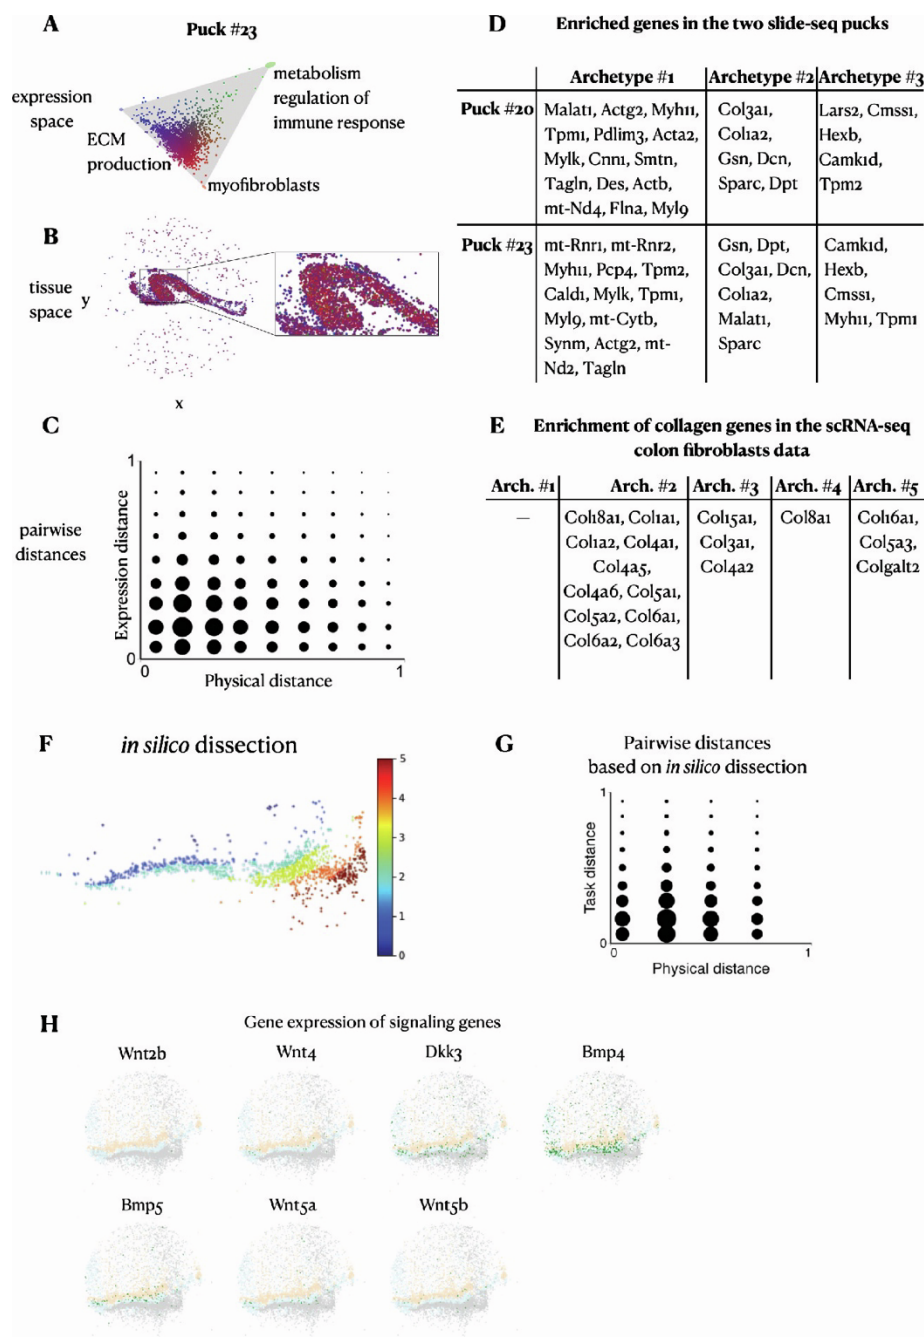 A
Puck #23
expression
space
metabolism
regulation of
immune response
ECM
production
myofibroblasts
B
tissue
space
y
x
C
pairwise
distances
Expression distance
1
0
0
1
Physical distance
D Enriched genes in the two slide-seq pucks
Archetype #1 Archetype #2 Archetype #3
Puck #20
Malat1, Actg2, Myh11,
Tpm1, Pdlim3, Acta2,
Mylk, Cnn1, Smtn,
Tagln, Des, Actb,
mt-Nd4, Flna, Myl9
Col3a1,
Col1a2,
Gsn, Dcn,
Sparc, Dpt
Lars2, Cmss1,
Hexb,
Camk1d,
Tpm2
Puck #23
mt-Rnr1, mt-Rnr2,
Myh11, Pcp4, Tpm2,
Cald1, Mylk, Tpm1,
Myl9, mt-Cytb,
Synm, Actg2, mt-
Nd2, Tagln
Gsn, Dpt,
Col3a1, Dcn,
Col1a2,
Malat1,
Sparc
Camk1d,
Hexb,
Cmss1,
Myh11, Tpm1
E Enrichment of collagen genes in the scRNA-seq
colon fibroblasts data
Arch. #1 Arch. #2 Arch. #3 Arch. #4 Arch. #5
—
Col18a1, Col1a1,
Col1a2, Col4a1,
Col4a5,
Col4a6, Col5a1,
Col5a2, Col6a1,
Col6a2, Col6a3
Col15a1,
Col3a1,
Col4a2
Col8a1
Col16a1,
Col5a3,
Colgalt2
F in silico dissection
5
4
3
2
1
0
G Pairwise distances
based on in silico dissection
1
Task distance
0
0
1
Physical distance
H
Gene expression of signaling genes
Wnt2b Wnt4 Dkk3 Bmp4
Bmp5 Wnt5a Wnt5b